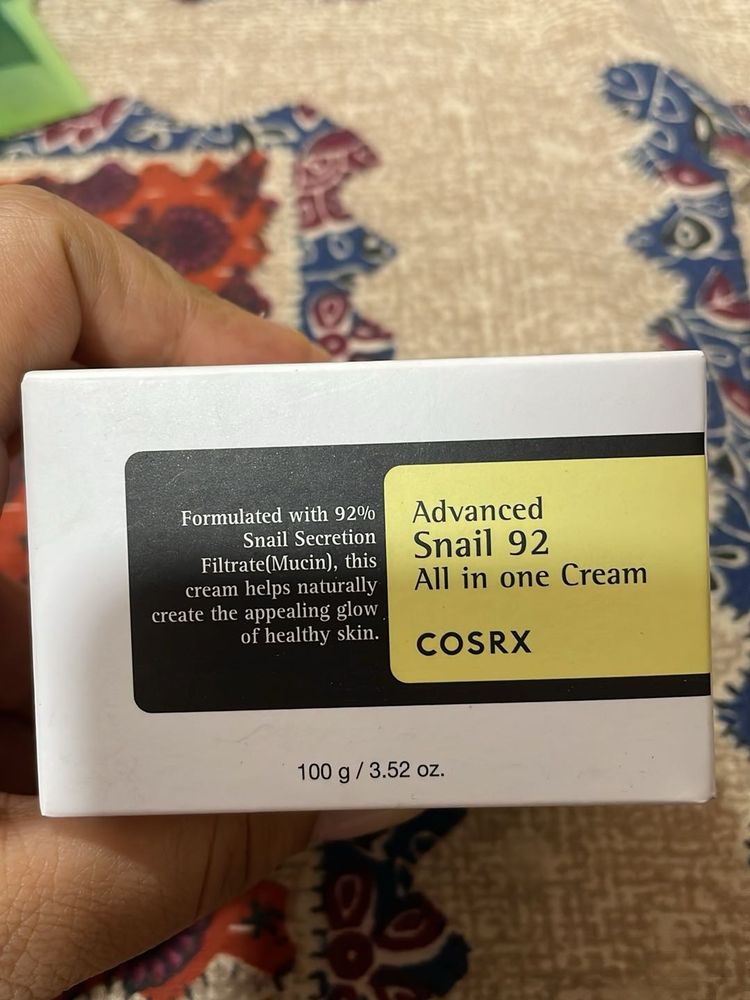 Formulated with 92%
Snail Secretion
Filtrate(Mucin), this
cream helps naturally
create the appealing glow
of healthy skin.
Advanced
Snail 92
All in one Cream
COSRX
100 g / 3.52 oz.